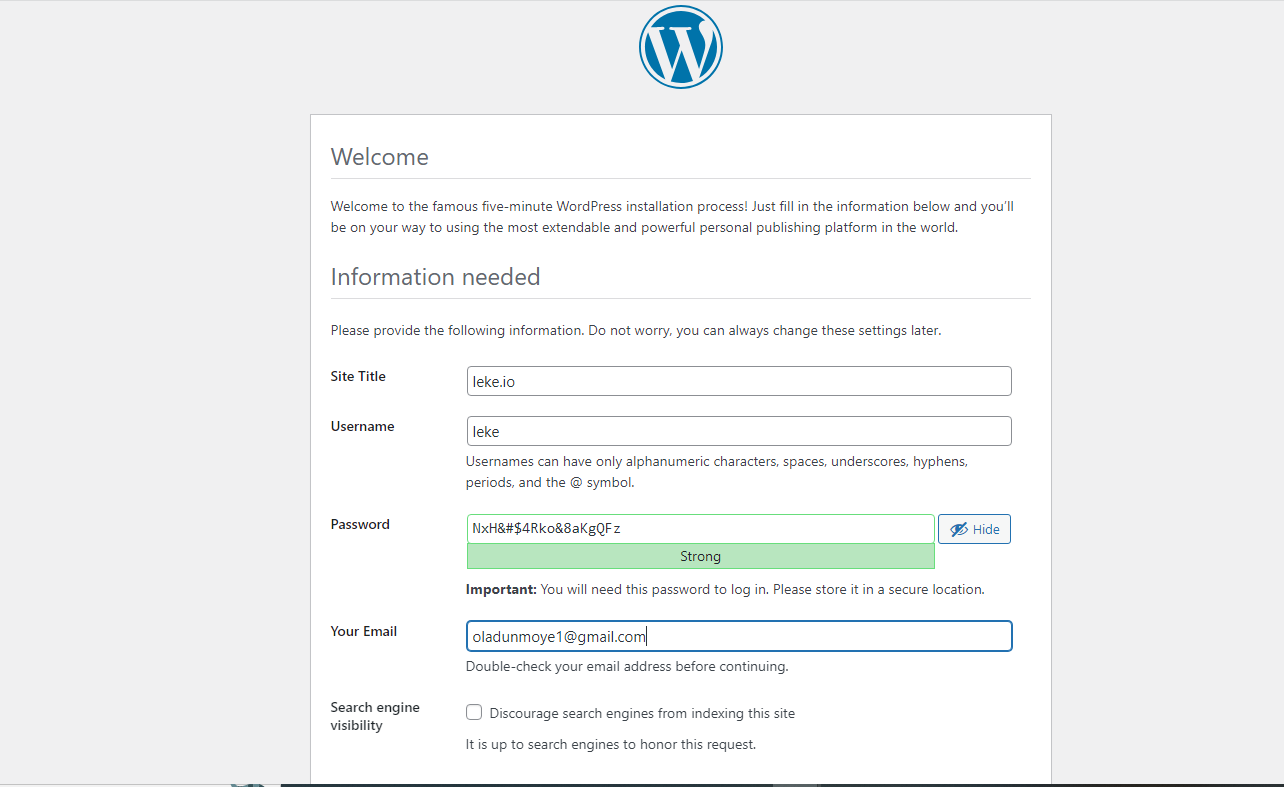 Welcome
Welcome to the famous five-minute WordPress installation process! Just fill in the information below and you'll
be on your way to using the most extendable and powerful personal publishing platform in the world.
Information needed
Please provide the following information. Do not worry, you can always change these settings later.
Site Title
leke.io
Username
leke
Usernames can have only alphanumeric characters, spaces, underscores, hyphens,
periods, and the @ symbol.
Password
NxH&#$4Rko&8aKgQFz
Hide
Strong
Important: You will need this password to log in. Please store it in a secure location.
Your Email
oladunmoye1@gmail.com
Double-check your email address before continuing.
Search engine
visibility
Discourage search engines from indexing this site
It is up to search engines to honor this request.